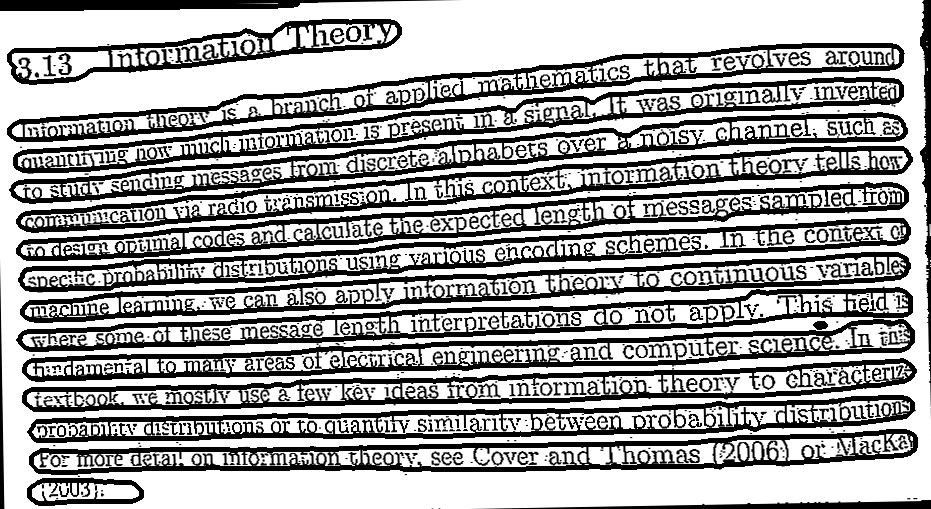 3.13 Information Theory
Information theory is a branch of applied mathematics that revolves around
quantifying how much information is present in a signal. It was originally invented
to study sending messages from discrete alphabets over a noisy channel, such as
communication via radio transmission. In this context, information theory tells how
to design optimal codes and calculate the expected length of messages sampled from
specific probability distributions using various encoding schemes. In the context of
machine learning, we can also apply information theory to continuous variables
where some of these message length interpretations do not apply. This field is
fundamental to many areas of electrical engineering and computer science. In this
textbook, we mostly use a few key ideas from information theory to characterize
probability distributions or to quantify similarity between probability distributions
For more detail on information theory, see Cover and Thomas (2006) or MacKa
(2003).